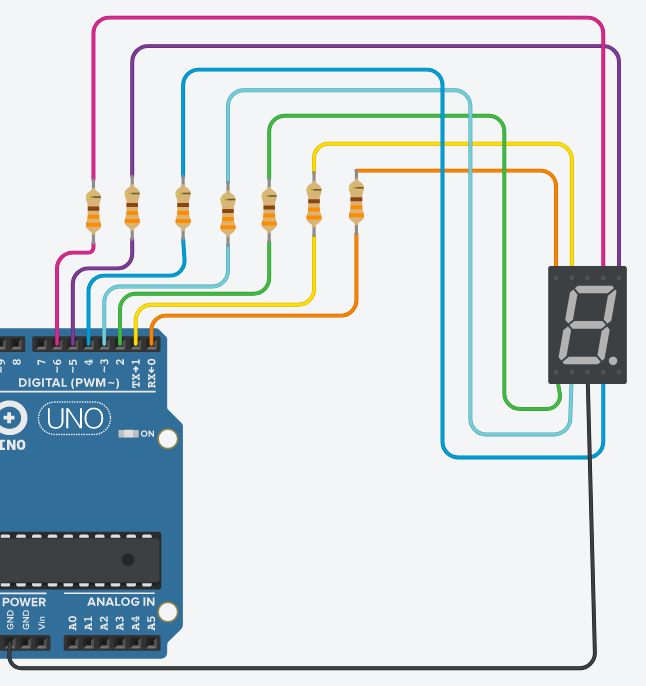 ~9
8
7
~6
~5
4
~3
2
TX→1
RX←0
DIGITAL (PWM~)
UNO
INO
ON
POWER
ANALOG IN
GND
GND
Vin
A0
A1
A2
A3
A4
A5